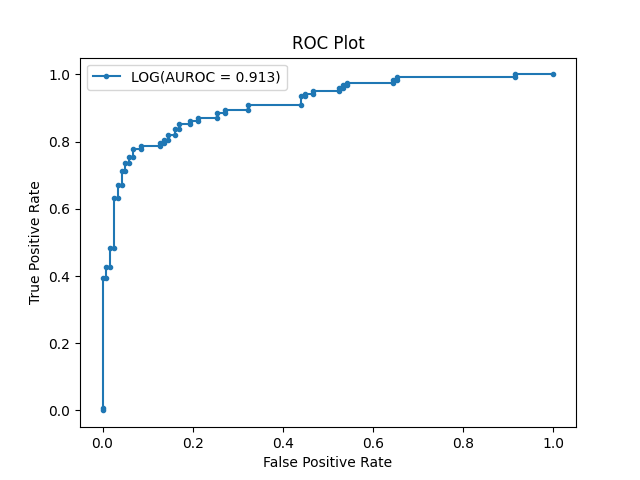 ROC Plot
LOG(AUROC = 0.913)
True Positive Rate
1.0
0.8
0.6
0.4
0.2
0.0
0.0 0.2 0.4 0.6 0.8 1.0
False Positive Rate